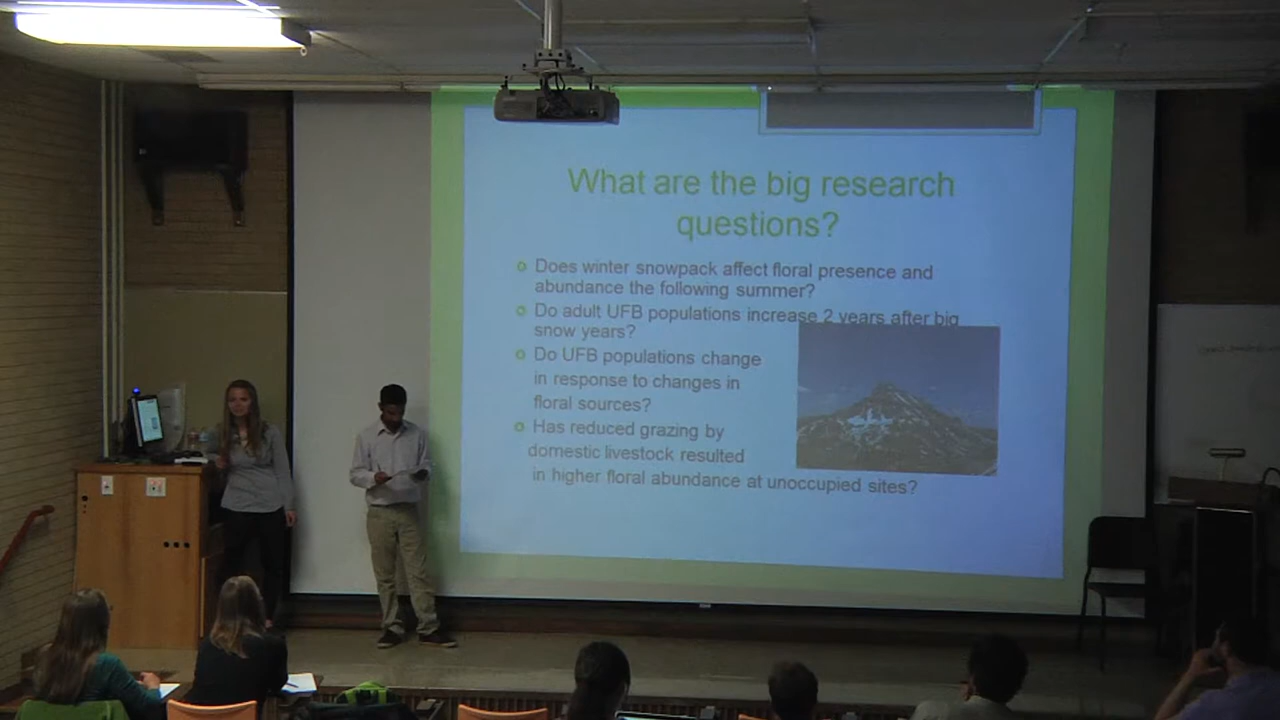 What are the big research
questions?
Does winter snowpack affect floral presence and
abundance the following summer?
Do adult UFB populations increase 2 years after big
snow years?
Do UFB populations change
in response to changes in
floral sources?
Has reduced grazing by
domestic livestock resulted
in higher floral abundance at unoccupied sites?